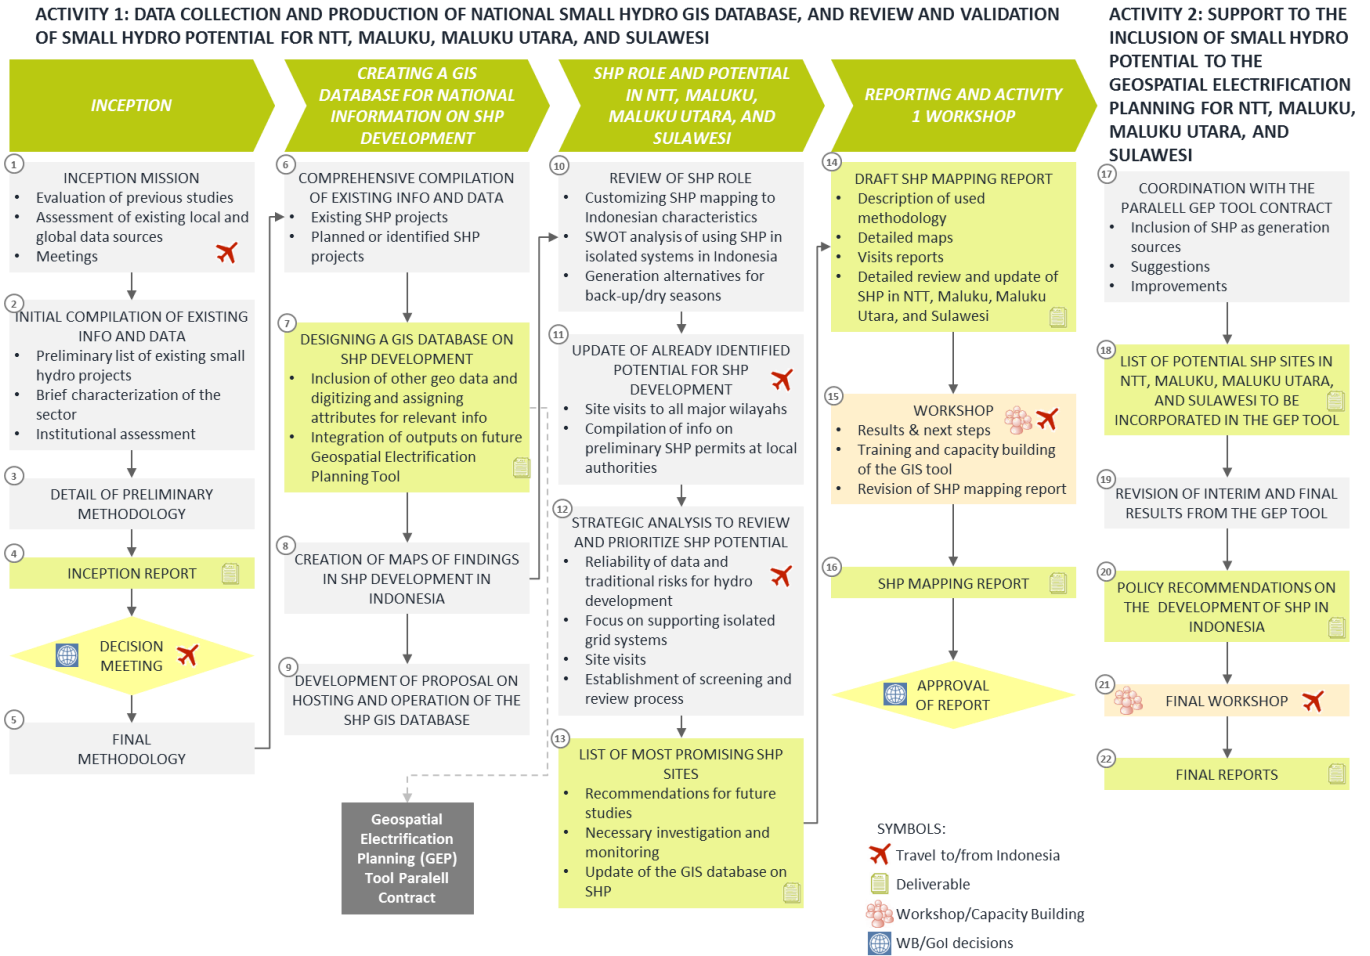 ACTIVITY 1: DATA COLLECTION AND PRODUCTION OF NATIONAL SMALL HYDRO GIS DATABASE, AND REVIEW AND VALIDATION
OF SMALL HYDRO POTENTIAL FOR NTT, MALUKU, MALUKU UTARA, AND SULAWESI
INCEPTION
1
INCEPTION MISSION
• Evaluation of previous studies
• Assessment of existing local and
global data sources
• Meetings
2
INITIAL COMPILATION OF EXISTING
INFO AND DATA
• Preliminary list of existing small
hydro projects
• Brief characterization of the
sector
• Institutional assessment
3
DETAIL OF PRELIMINARY
METHODOLOGY
4
INCEPTION REPORT
DECISION
MEETING
5
FINAL
METHODOLOGY
CREATING A GIS
DATABASE FOR NATIONAL
INFORMATION ON SHP
DEVELOPMENT
6
COMPREHENSIVE COMPILATION
OF EXISTING INFO AND DATA
• Existing SHP projects
• Planned or identified SHP
projects
7
DESIGNING A GIS DATABASE ON
SHP DEVELOPMENT
• Inclusion of other geo data and
digitizing and assigning
attributes for relevant info
• Integration of outputs on future
Geospatial Electrification
Planning Tool
8
CREATION OF MAPS OF FINDINGS
IN SHP DEVELOPMENT IN
INDONESIA
9
DEVELOPMENT OF PROPOSAL ON
HOSTING AND OPERATION OF THE
SHP GIS DATABASE
Geospatial
Electrification
Planning (GEP)
Tool Paralell
Contract
SHP ROLE AND POTENTIAL
IN NTT, MALUKU,
MALUKU UTARA, AND
SULAWESI
10
REVIEW OF SHP ROLE
• Customizing SHP mapping to
Indonesian characteristics
• SWOT analysis of using SHP in
isolated systems in Indonesia
• Generation alternatives for
back-up/dry seasons
11
UPDATE OF ALREADY IDENTIFIED
POTENTIAL FOR SHP
DEVELOPMENT
• Site visits to all major wilayahs
• Compilation of info on
preliminary SHP permits at local
authorities
12
STRATEGIC ANALYSIS TO REVIEW
AND PRIORITIZE SHP POTENTIAL
• Reliability of data and
traditional risks for hydro
development
• Focus on supporting isolated
grid systems
• Site visits
• Establishment of screening and
review process
13
LIST OF MOST PROMISING SHP
SITES
• Recommendations for future
studies
• Necessary investigation and
monitoring
• Update of the GIS database on
SHP
REPORTING AND ACTIVITY
1 WORKSHOP
14
DRAFT SHP MAPPING REPORT
• Description of used
methodology
• Detailed maps
• Visits reports
• Detailed review and update of
SHP in NTT, Maluku, Maluku
Utara, and Sulawesi
15
WORKSHOP
• Results & next steps
• Training and capacity building
of the GIS tool
• Revision of SHP mapping report
16
SHP MAPPING REPORT
APPROVAL
OF REPORT
ACTIVITY 2: SUPPORT TO THE
INCLUSION OF SMALL HYDRO
POTENTIAL TO THE
GEOSPATIAL ELECTRIFICATION
PLANNING FOR NTT, MALUKU,
MALUKU UTARA, AND
SULAWESI
17
COORDINATION WITH THE
PARALELL GEP TOOL CONTRACT
• Inclusion of SHP as generation
sources
• Suggestions
• Improvements
18
LIST OF POTENTIAL SHP SITES IN
NTT, MALUKU, MALUKU UTARA,
AND SULAWESI TO BE
INCORPORATED IN THE GEP TOOL
19
REVISION OF INTERIM AND FINAL
RESULTS FROM THE GEP TOOL
20
POLICY RECOMMENDATIONS ON
THE DEVELOPMENT OF SHP IN
INDONESIA
21
FINAL WORKSHOP
22
FINAL REPORTS
SYMBOLS:
Travel to/from Indonesia
Deliverable
Workshop/Capacity Building
WB/GoI decisions